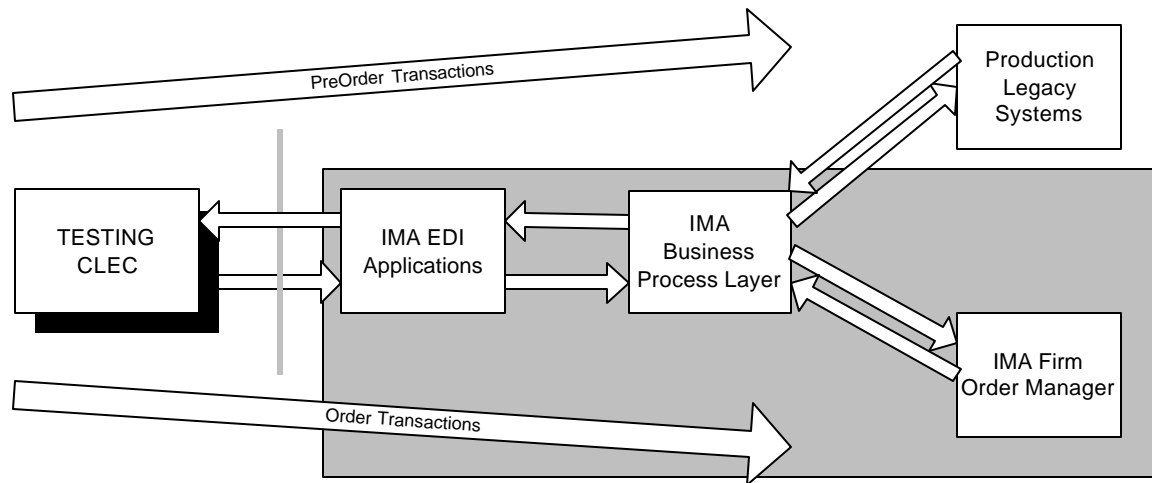 PreOrder Transactions
Production
Legacy
Systems
TESTING
CLEC
IMA EDI
Applications
IMA
Business
Process Layer
IMA Firm
Order Manager
Order Transactions